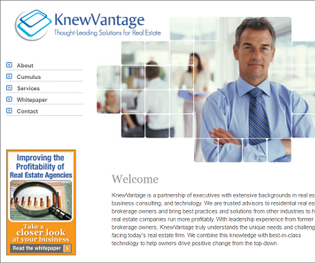 KnewVantage
Thought-Leading Solutions for Real Estate
About
Cumulus
Services
Whitepaper
Contact
Improving the
Profitability of
Real Estate Agencies
Take a
closer look
at your business
Read the whitepaper
Welcome
KnewVantage is a partnership of executives with extensive backgrounds in real es
business consulting, and technology. We are trusted advisors to residential real es
brokerage owners and bring best practices and solutions from other industries to h
real estate companies run more profitably. With leadership experience from former
brokerage owners, KnewVantage truly understands the unique needs and challeng
facing today's real estate firm. We combine this knowledge with best-in-class
technology to help owners drive positive change from the top-down.